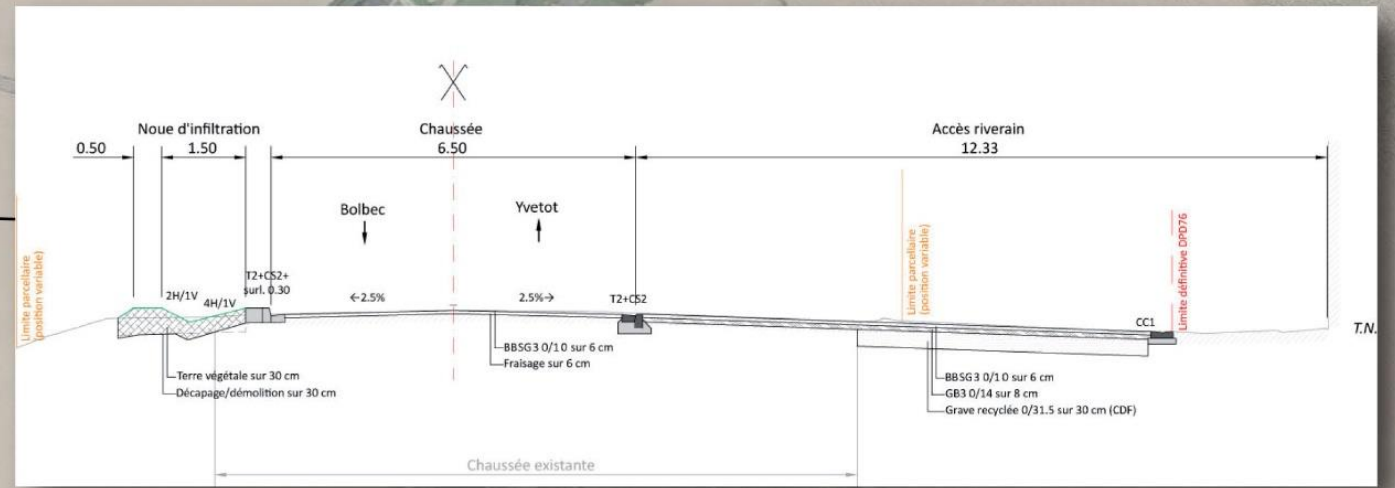 Noue d'infiltration
Chaussée
Accès riverain
0.50
1.50
6.50
12.33
Bolbec
Yvetot
Limite parcellaire
(position variable)
Limite parcellaire
(position variable)
Limite définitive DPD76
T2+CS2+
surl. 0.30
2H/1V
4H/1V
←2.5%
2.5%→
T2+CS2
CC1
T.N.
BBSG3 0/10 sur 6 cm
Fraisage sur 6 cm
Terre végétale sur 30 cm
Décapage/démolition sur 30 cm
BBSG3 0/10 sur 6 cm
GB3 0/14 sur 8 cm
Grave recyclée 0/31.5 sur 30 cm (CDF)
Chaussée existante